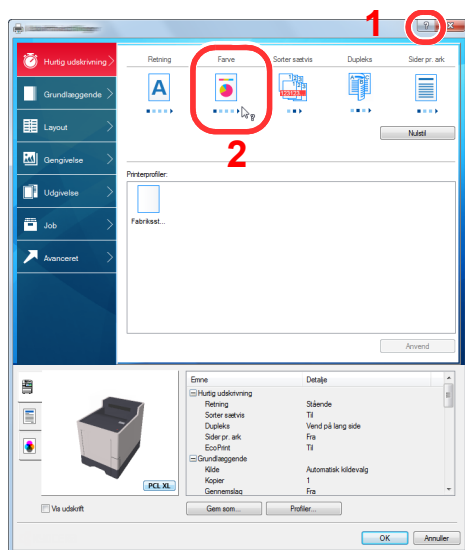 1
?
Hurtig udskrivning
Grundlæggende
Layout
Gengivelse
Udgivelse
Job
Avanceret
Retning Farve Sorter sætvis Dupleks Sider pr. ark
A
123123
2
Nulstil
Printerprofiler:
Fabriksst...
Anvend
Emne Detalje
Hurtig udskrivning
Retning Stående
Sorter sætvis Til
Dupleks Vend på lang side
Sider pr. ark Fra
EcoPrint Til
Grundlæggende
Kilde Automatisk kildevalg
Kopier 1
Gennemslag Fra
PCL XL
Vis udskrift
Gem som...
Profiler...
OK
Annuller